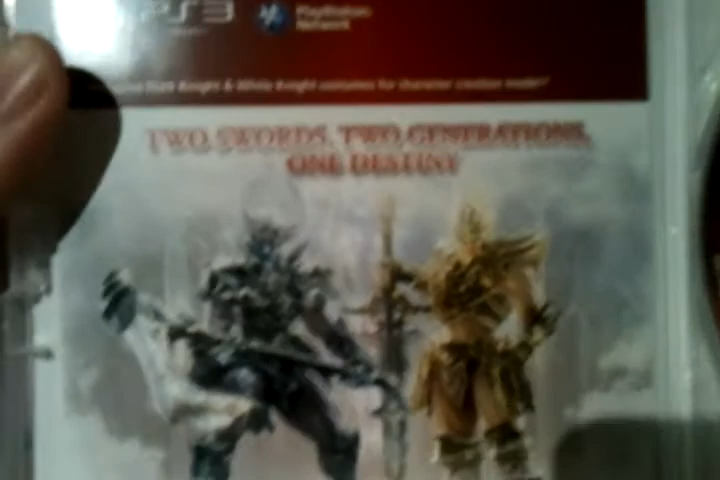 PS3 PlayStation
Network
Dark Knight & White Knight costumes for character creation mode*
TWO SWORDS, TWO GENERATIONS,
ONE DESTINY